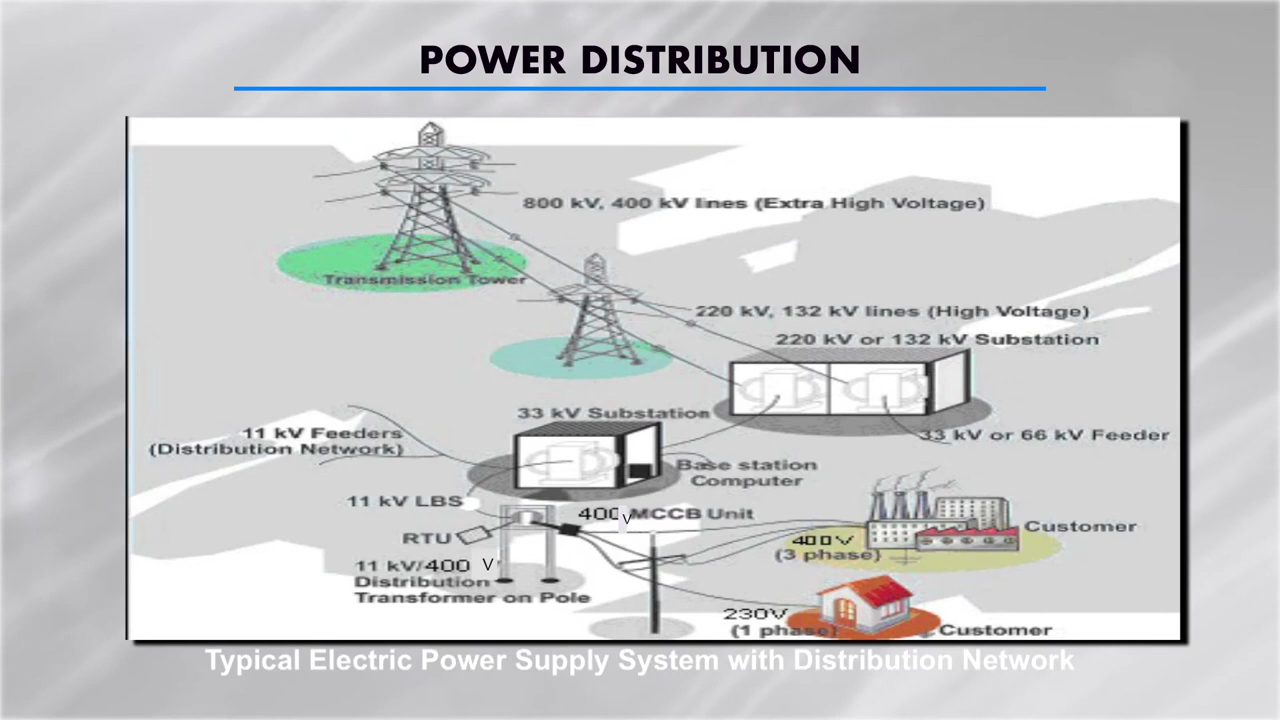 POWER DISTRIBUTION
800 kV, 400 kV lines (Extra High Voltage)
Transmission Tower
220 kV, 132 kV lines (High Voltage)
220 kV or 132 kV Substation
33 kV Substation
11 kV Feeders
(Distribution Network)
33 kV or 66 kV Feeder
Base station
Computer
11 kV LBS
400 V MCCB Unit
Customer
RTU
400V
(3 phase)
11 kV/400 V
Distribution
Transformer on Pole
230V
(1 phase)
Customer
Typical Electric Power Supply System with Distribution Network